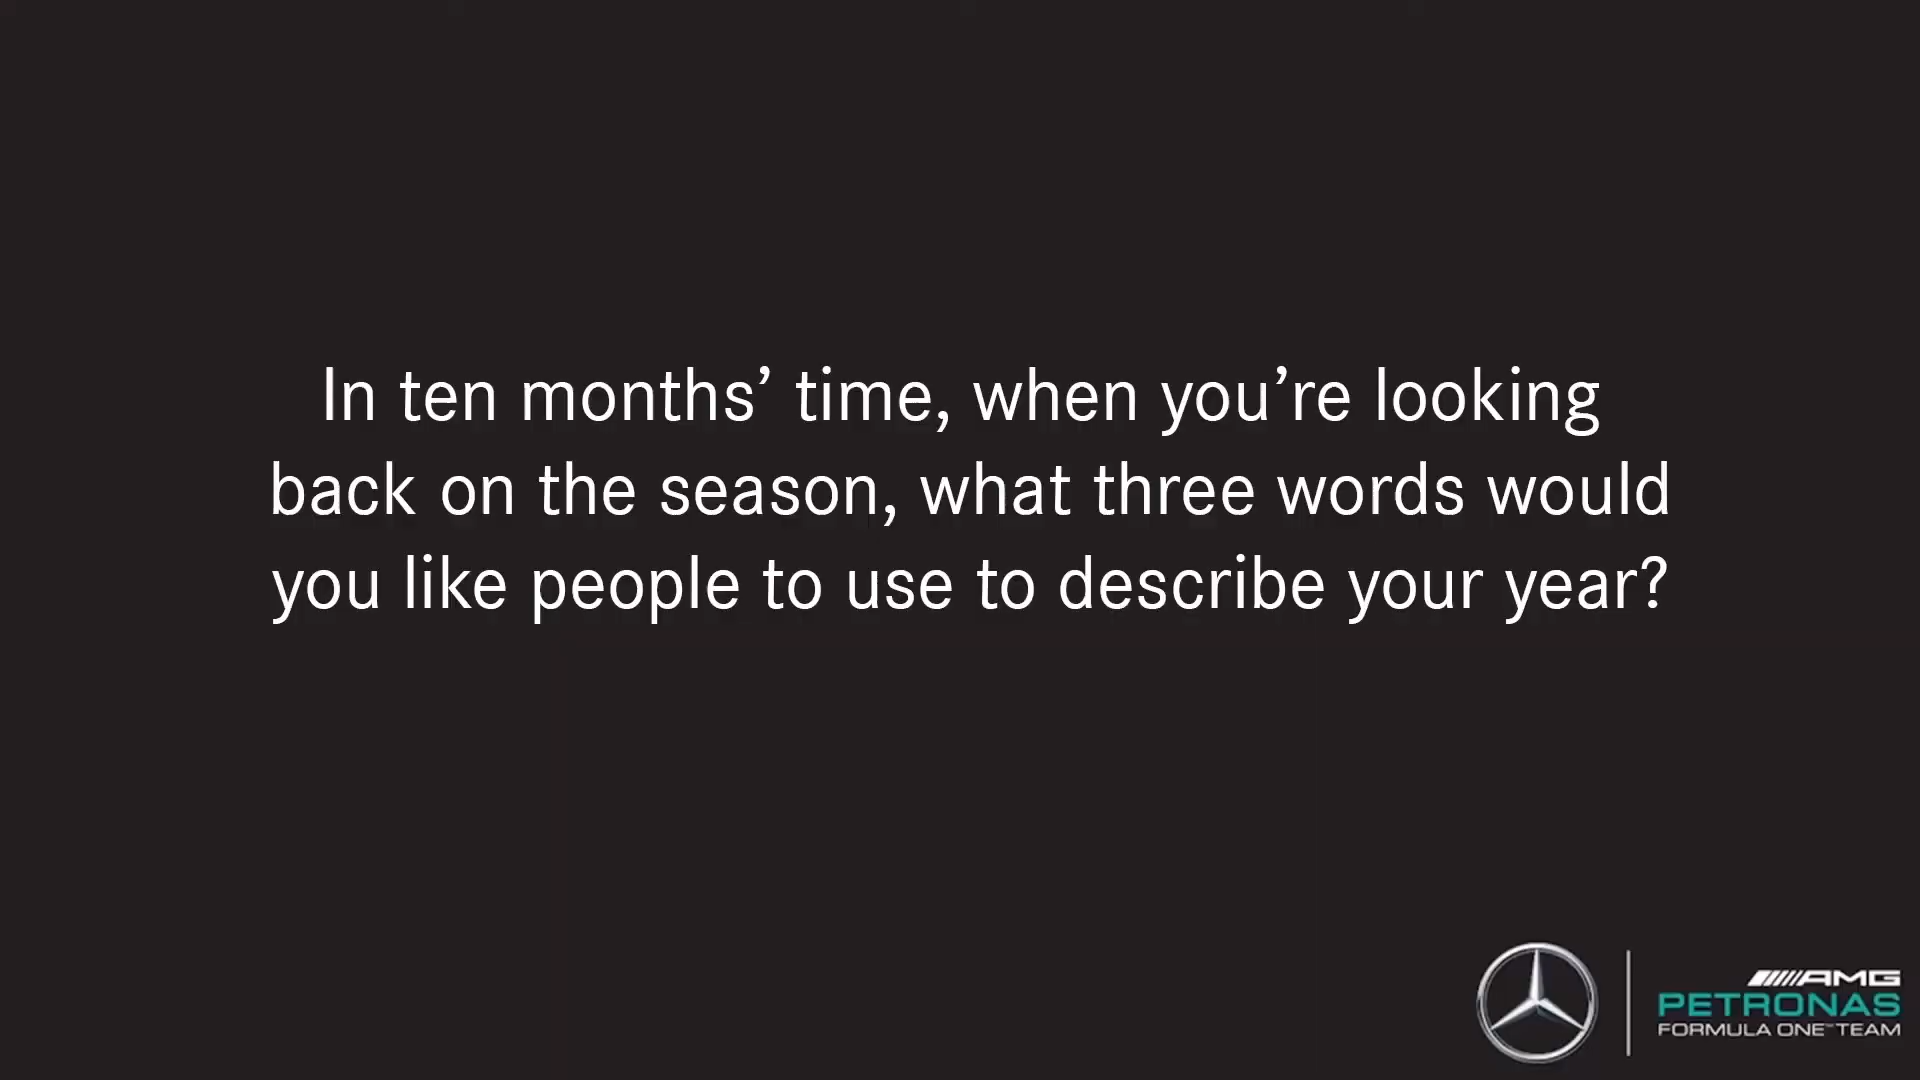 In ten months’ time, when you’re looking
back on the season, what three words would
you like people to use to describe your year?
AMG
PETRONAS
FORMULA ONE™ TEAM